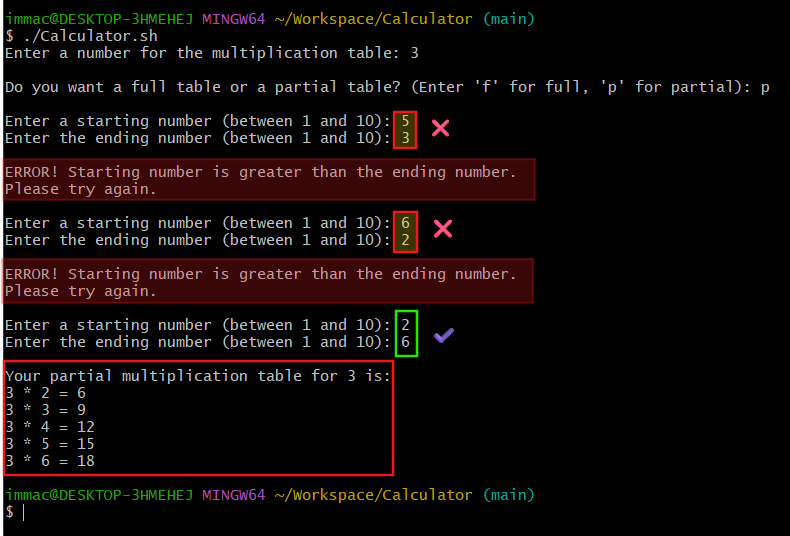 immac@DESKTOP-3HMEHEJ MINGW64 ~/Workspace/Calculator (main)
$ ./Calculator.sh
Enter a number for the multiplication table: 3
Do you want a full table or a partial table? (Enter 'f' for full, 'p' for partial): p
Enter a starting number (between 1 and 10): 5
Enter the ending number (between 1 and 10): 3
ERROR! Starting number is greater than the ending number.
Please try again.
Enter a starting number (between 1 and 10): 6
Enter the ending number (between 1 and 10): 2
ERROR! Starting number is greater than the ending number.
Please try again.
Enter a starting number (between 1 and 10): 2
Enter the ending number (between 1 and 10): 6
Your partial multiplication table for 3 is:
3 * 2 = 6
3 * 3 = 9
3 * 4 = 12
3 * 5 = 15
3 * 6 = 18
immac@DESKTOP-3HMEHEJ MINGW64 ~/Workspace/Calculator (main)
$